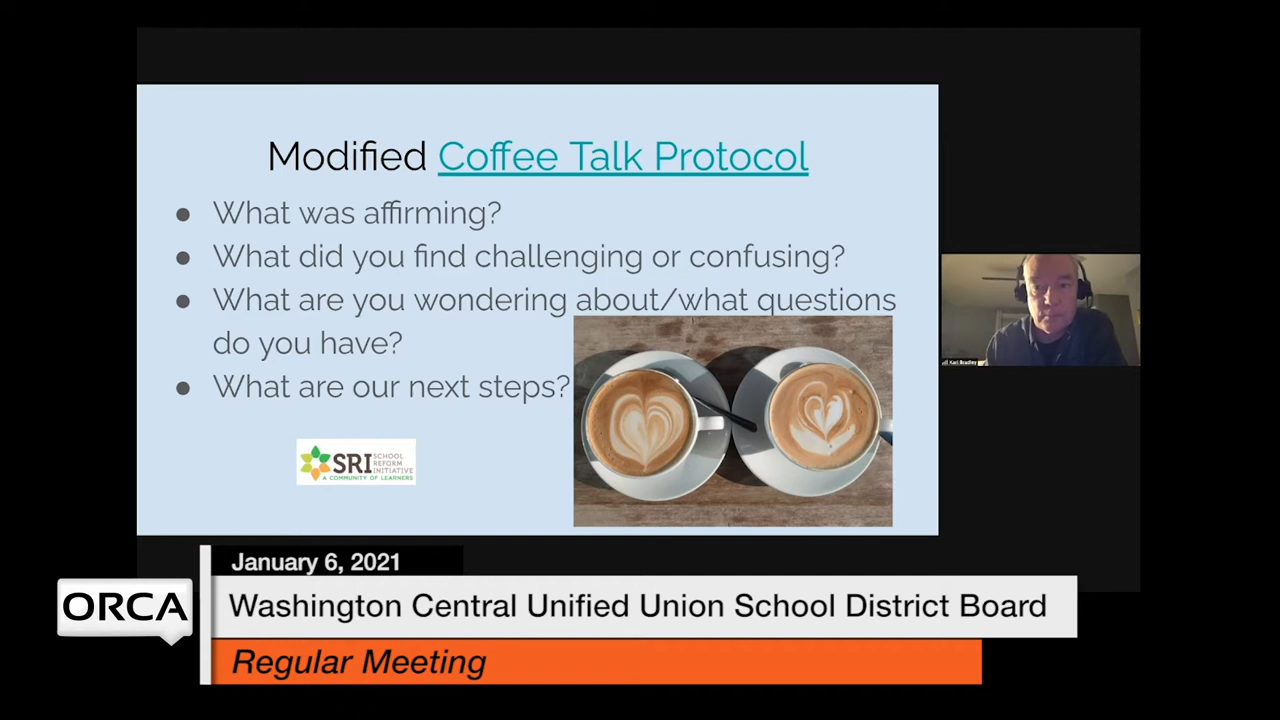 Modified Coffee Talk Protocol
● What was affirming?
● What did you find challenging or confusing?
● What are you wondering about/what questions
do you have?
● What are our next steps?
SRI
SCHOOL
REFORM
INITIATIVE
A COMMUNITY OF LEARNERS
Karl Bradley
January 6, 2021
ORCA
Washington Central Unified Union School District Board
Regular Meeting